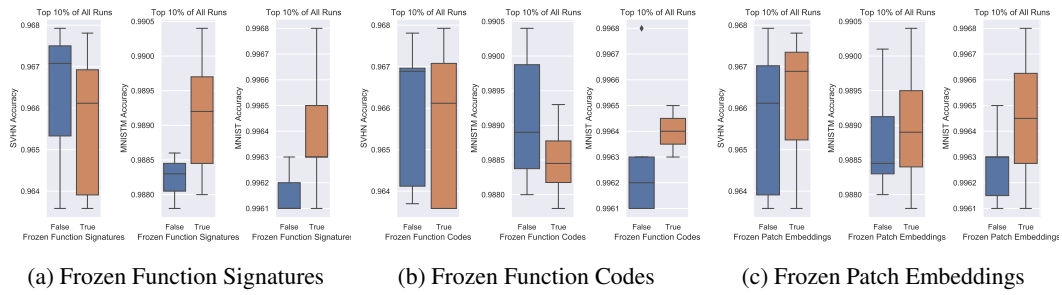 Top 10% of All Runs
SVHN Accuracy
0.968
0.967
0.966
0.965
0.964
False True
Frozen Function Signatures
Top 10% of All Runs
MNISTM Accuracy
0.9905
0.9900
0.9895
0.9890
0.9885
0.9880
False True
Frozen Function Signatures
Top 10% of All Runs
MNIST Accuracy
0.9968
0.9966
0.9965
0.9964
0.9963
0.9962
0.9961
False True
Frozen Function Signatures
(a) Frozen Function Signatures
Top 10% of All Runs
SVHN Accuracy
0.968
0.967
0.966
0.965
0.964
False True
Frozen Function Codes
Top 10% of All Runs
MNISTM Accuracy
0.9905
0.9900
0.9895
0.9890
0.9885
0.9880
False True
Frozen Function Codes
Top 10% of All Runs
MNIST Accuracy
0.9968
0.9966
0.9965
0.9964
0.9963
0.9962
0.9961
False True
Frozen Function Codes
(b) Frozen Function Codes
Top 10% of All Runs
SVHN Accuracy
0.968
0.967
0.966
0.965
0.964
False True
Frozen Patch Embeddings
Top 10% of All Runs
MNISTM Accuracy
0.9905
0.9900
0.9895
0.9890
0.9885
0.9880
False True
Frozen Patch Embeddings
Top 10% of All Runs
MNIST Accuracy
0.9968
0.9966
0.9965
0.9964
0.9963
0.9962
0.9961
False True
Frozen Patch Embeddings
(c) Frozen Patch Embeddings